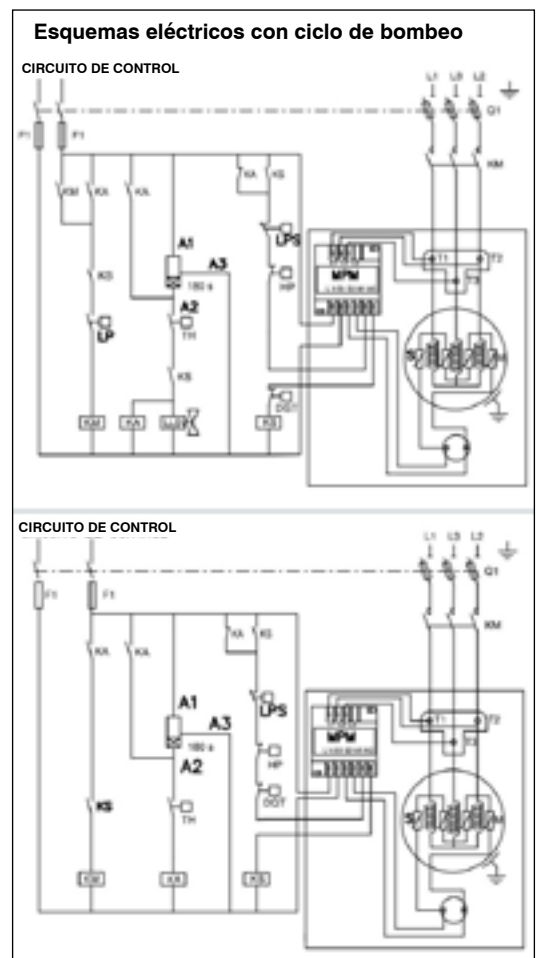 Esquemas eléctricos con ciclo de bombeo
CIRCUITO DE CONTROL
L1 L3 L2
F1 F1
Q1
KM KA KA
KA KS
KM
A1
LPS
A3
180 s
HP
MPM
T1 T2
T3
KS
A2
LP
TH
S M
KS
DGT
KM KA LLSV KS
CIRCUITO DE CONTROL
L1 L3 L2
F1 F1
Q1
KA KA
KA KS
KM
A1
LPS
A3
180 s
MPM
T1 T2
T3
A2
HP
KS
TH
DGT
S M
KM KA KS